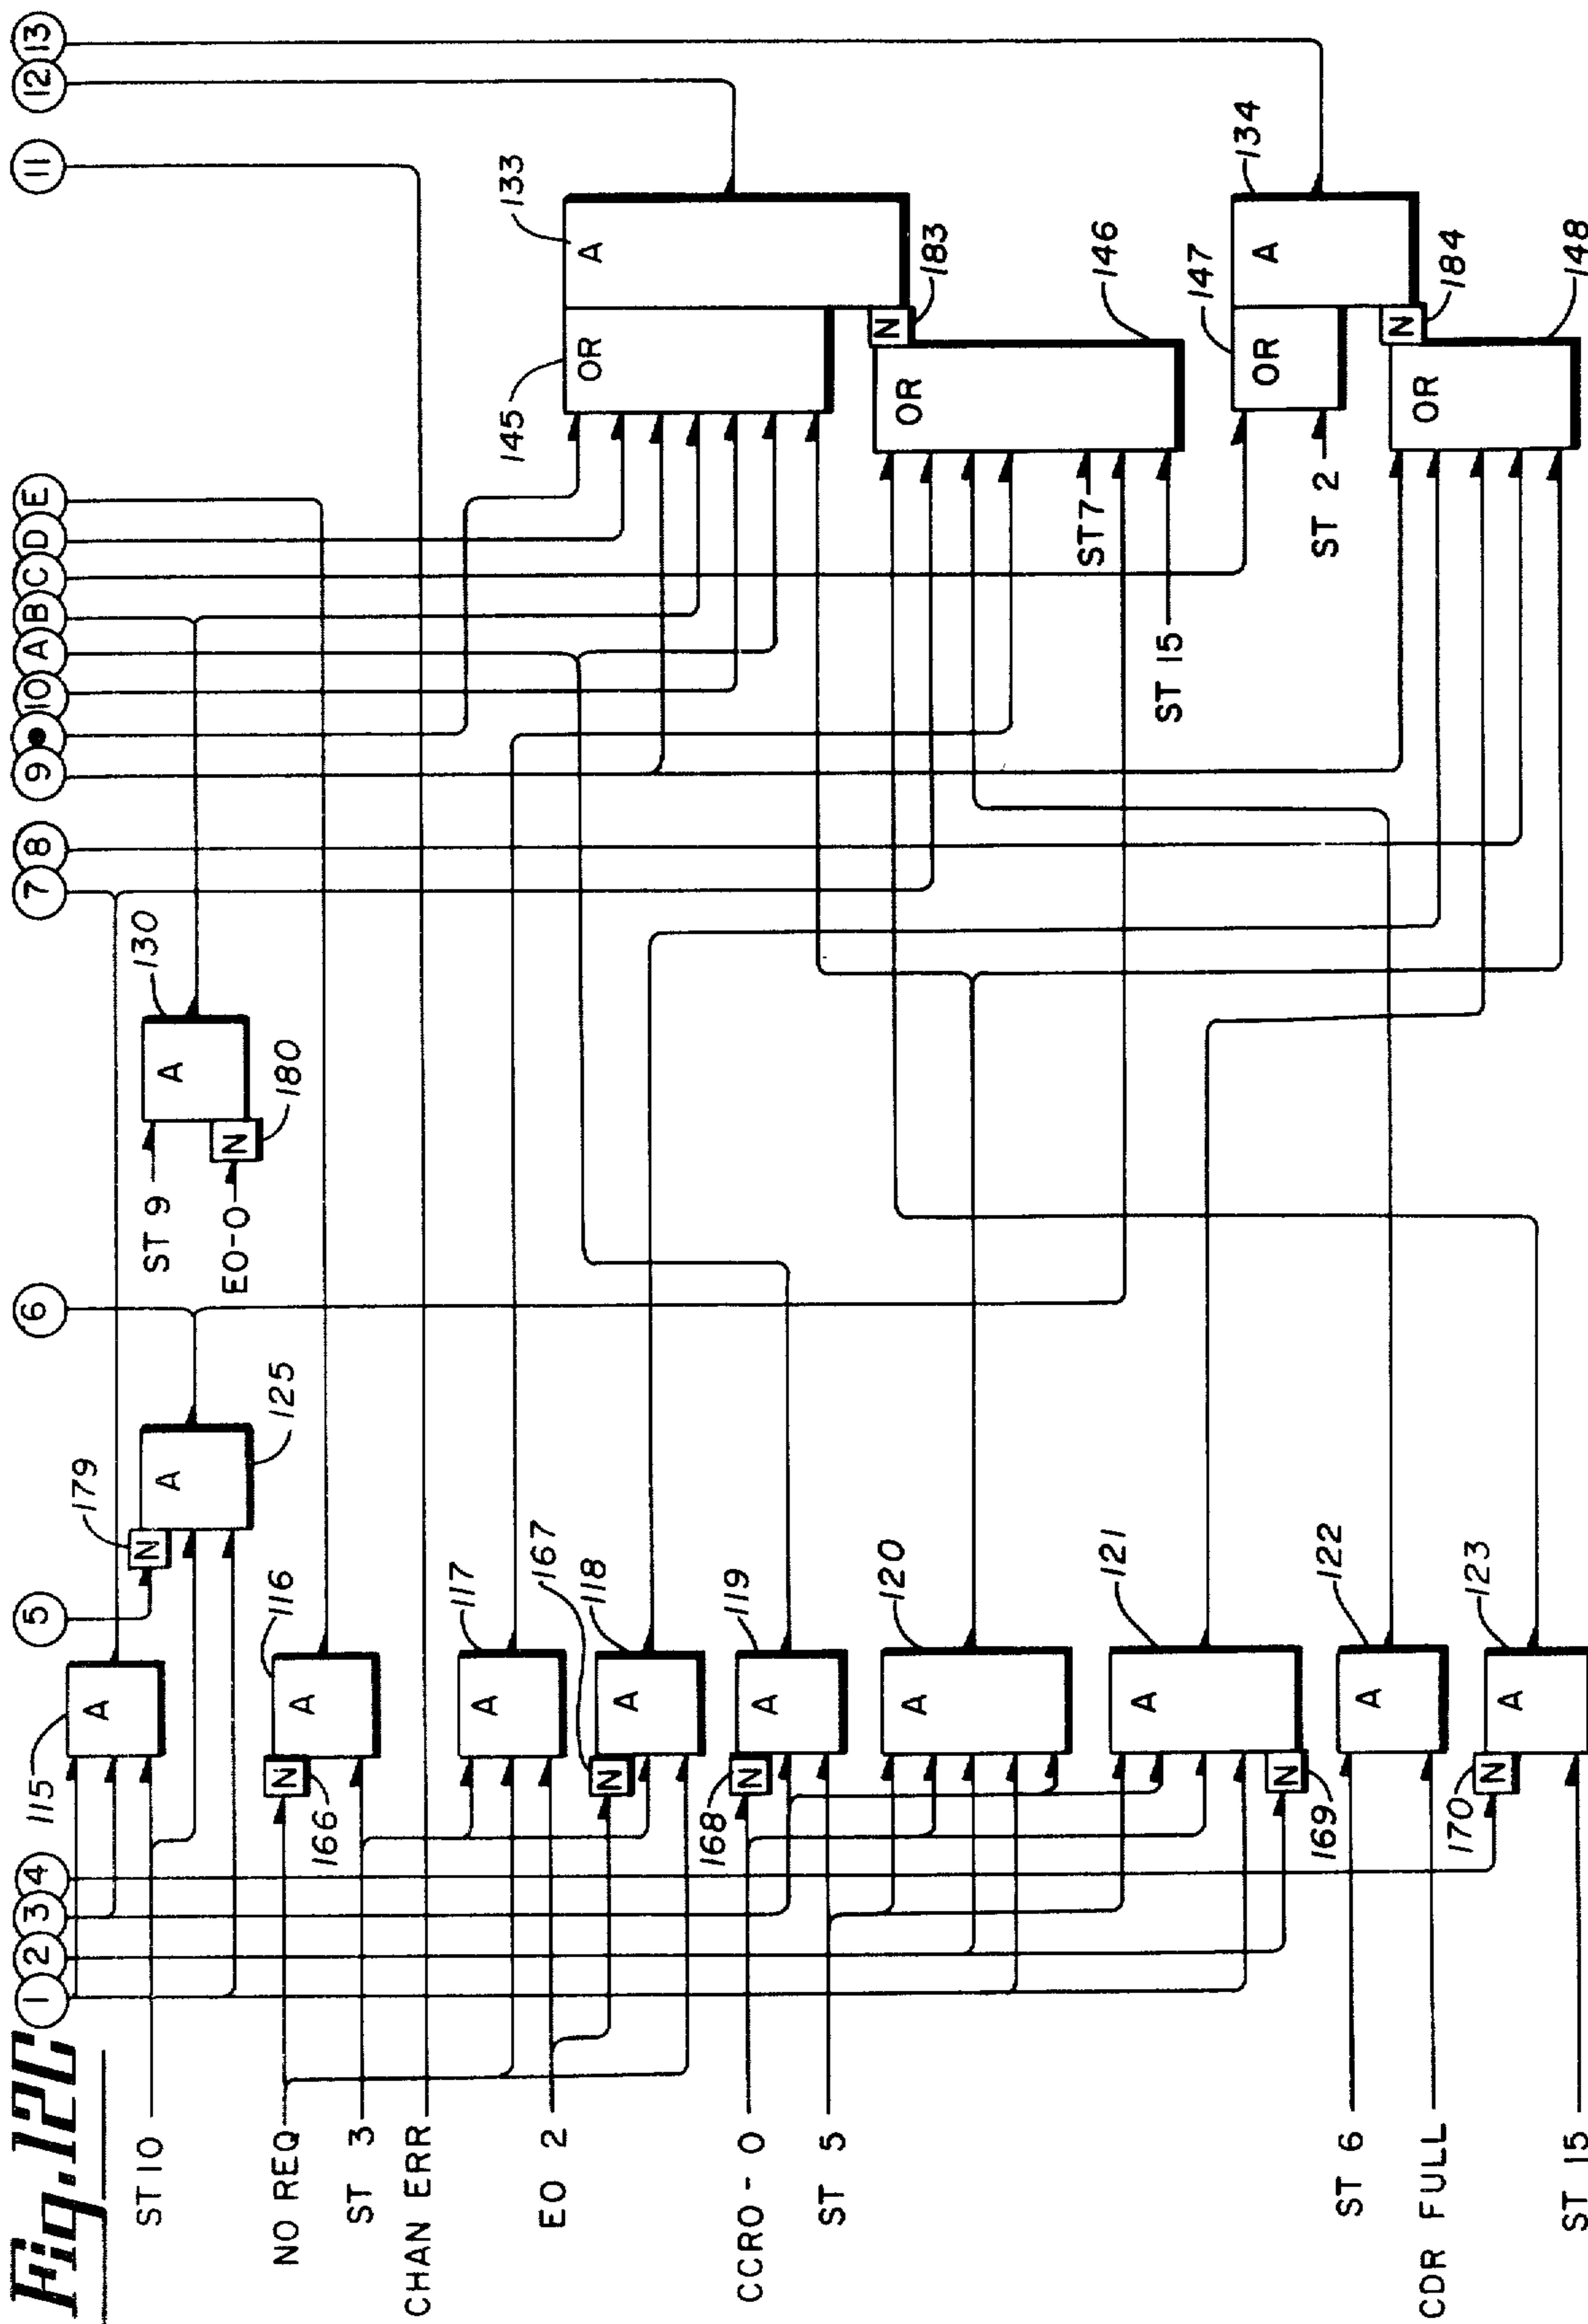 Fig.12C
1 2 3 4 5 6 7 8 9 10 A B C D E 11 12 13
115
A
ST 10
179
N
A
125
ST 9
A
130
EO-0
N
180
NO REQ
N
166
116
A
ST 3
CHAN ERR
117
A
EO 2
167
N
118
A
CCRO-0
168
N
119
A
ST 5
120
A
121
A
N
169
ST 6
122
A
CDR FULL
170
N
123
A
ST 15
145
OR
133
A
N
183
OR
146
ST 7
ST 15
147
OR
134
A
ST 2
N
184
OR
148